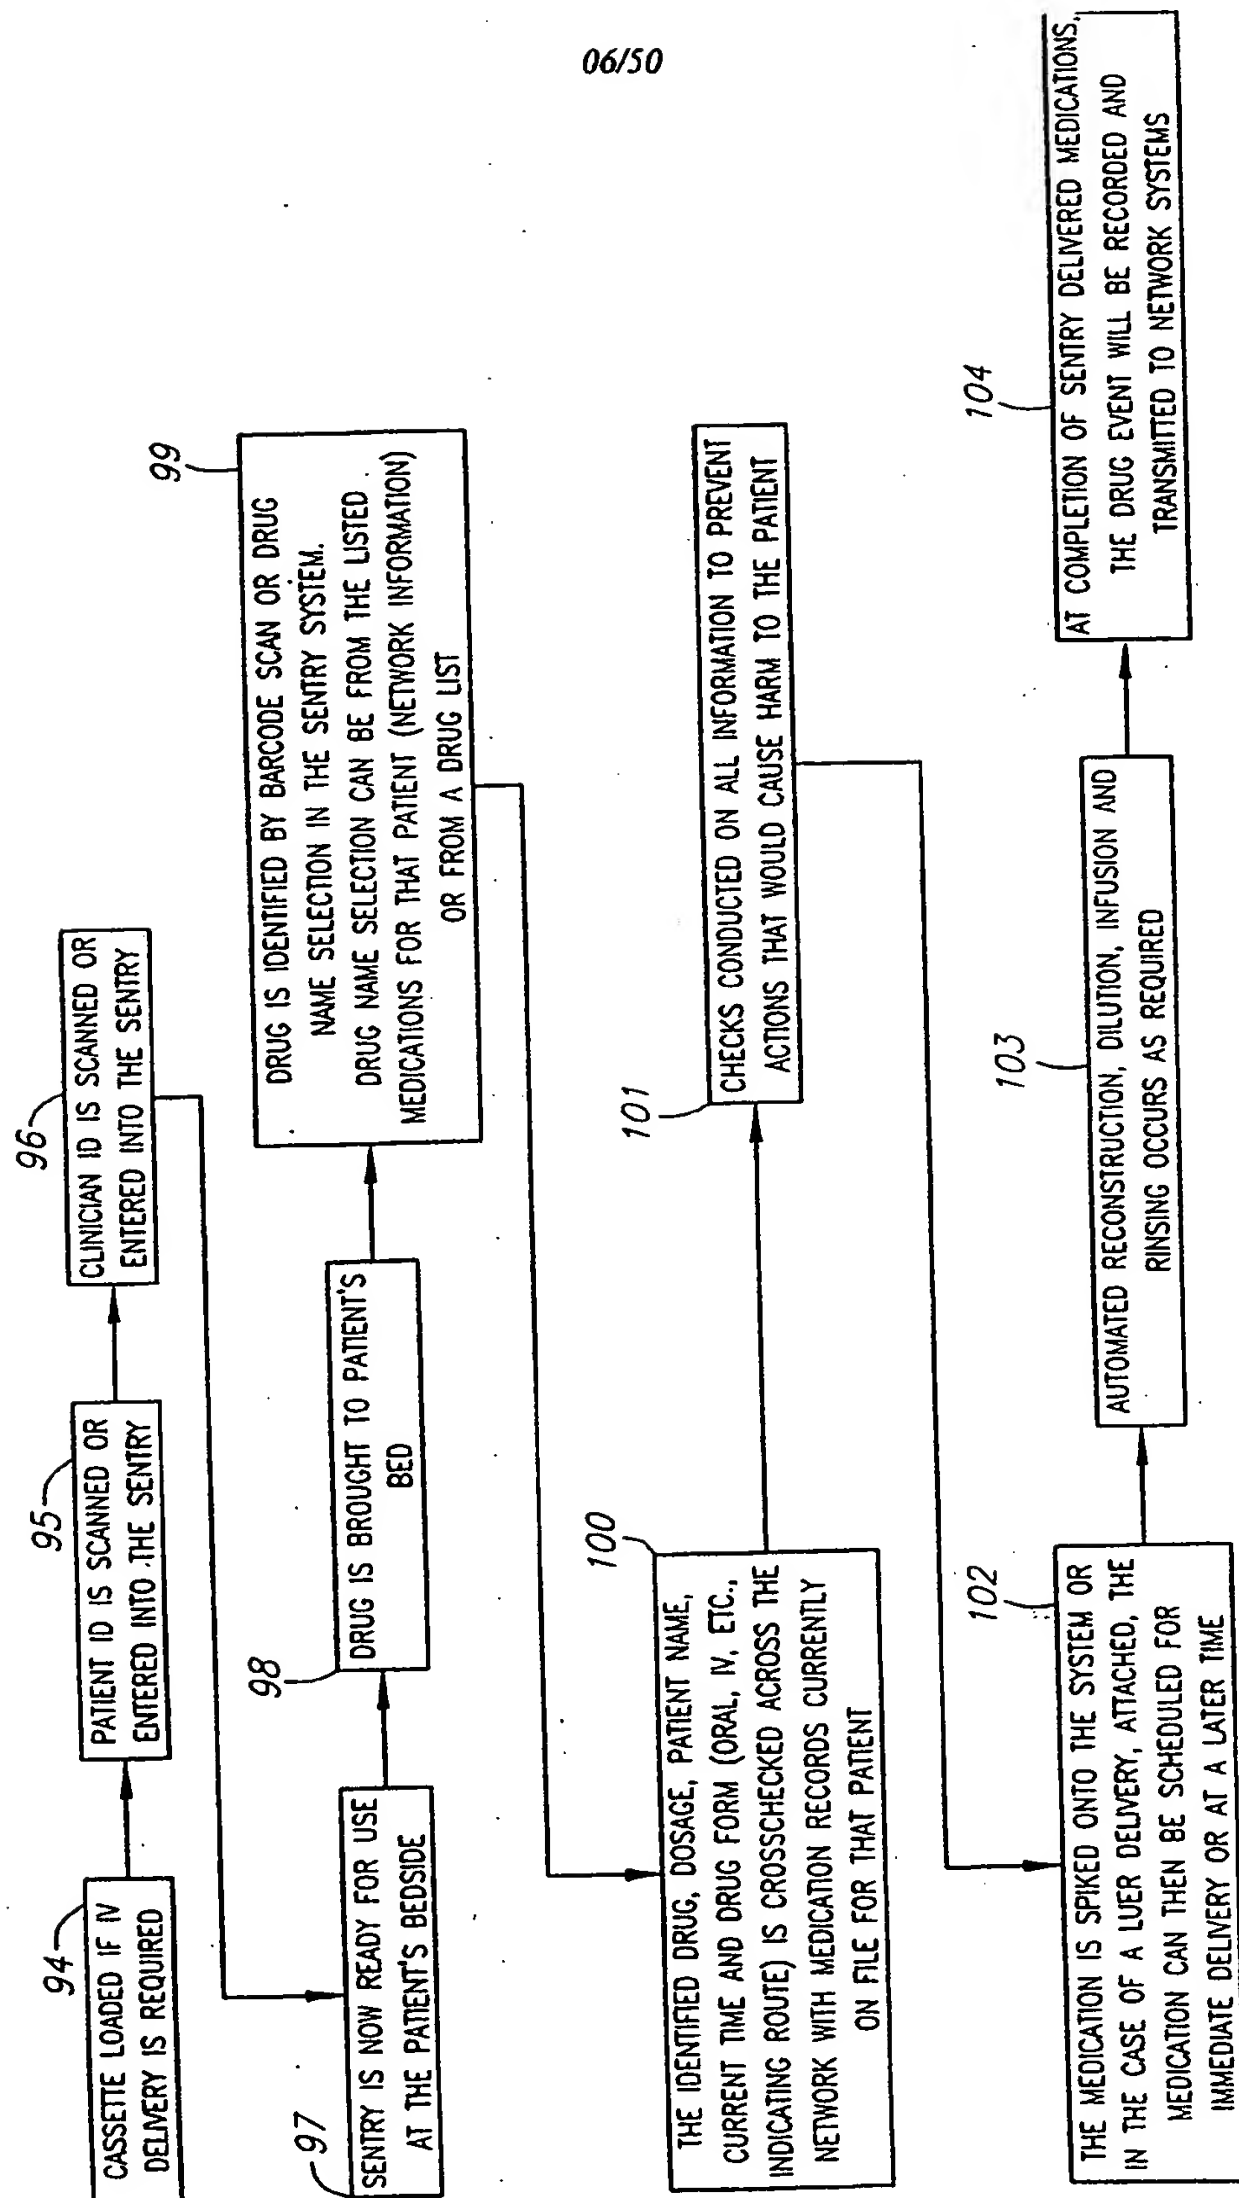 06/50
94
CASSETTE LOADED IF IV
DELIVERY IS REQUIRED
95
PATIENT ID IS SCANNED OR
ENTERED INTO THE SENTRY
96
CLINICIAN ID IS SCANNED OR
ENTERED INTO THE SENTRY
97
SENTRY IS NOW READY FOR USE
AT THE PATIENT'S BEDSIDE
98
DRUG IS BROUGHT TO PATIENT'S
BED
99
DRUG IS IDENTIFIED BY BARCODE SCAN OR DRUG
NAME SELECTION IN THE SENTRY SYSTEM.
DRUG NAME SELECTION CAN BE FROM THE LISTED
MEDICATIONS FOR THAT PATIENT (NETWORK INFORMATION)
OR FROM A DRUG LIST
100
THE IDENTIFIED DRUG, DOSAGE, PATIENT NAME,
CURRENT TIME AND DRUG FORM (ORAL, IV, ETC.,
INDICATING ROUTE) IS CROSSCHECKED ACROSS THE
NETWORK WITH MEDICATION RECORDS CURRENTLY
ON FILE FOR THAT PATIENT
101
CHECKS CONDUCTED ON ALL INFORMATION TO PREVENT
ACTIONS THAT WOULD CAUSE HARM TO THE PATIENT
102
THE MEDICATION IS SPIKED ONTO THE SYSTEM OR
IN THE CASE OF A LUER DELIVERY, ATTACHED, THE
MEDICATION CAN THEN BE SCHEDULED FOR
IMMEDIATE DELIVERY OR AT A LATER TIME
103
AUTOMATED RECONSTRUCTION, DILUTION, INFUSION AND
RINSING OCCURS AS REQUIRED
104
AT COMPLETION OF SENTRY DELIVERED MEDICATIONS,
THE DRUG EVENT WILL BE RECORDED AND
TRANSMITTED TO NETWORK SYSTEMS